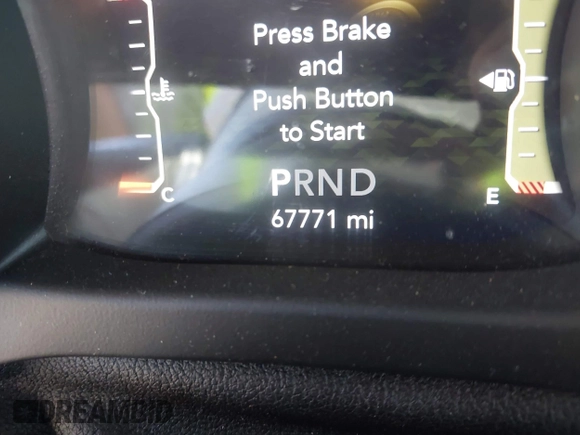 Press Brake
and
Push Button
to Start
PRND
C
E
67771 mi
DREAMBID